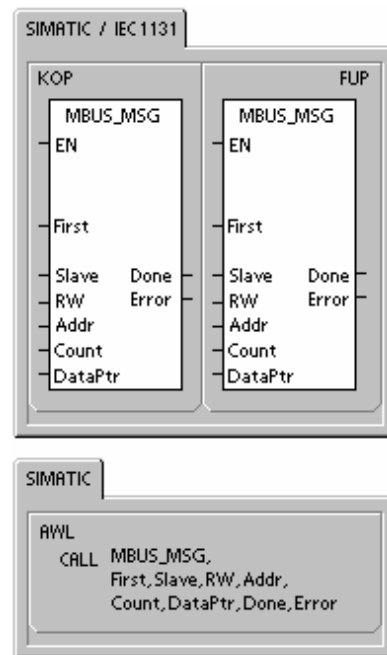 SIMATIC / IEC1131
KOP
MBUS_MSG
EN
First
Slave Done
RW Error
Addr
Count
DataPtr
FUP
MBUS_MSG
EN
First
Slave Done
RW Error
Addr
Count
DataPtr
SIMATIC
AWL
CALL MBUS_MSG,
First,Slave,RW,Addr,
Count,DataPtr,Done,Error